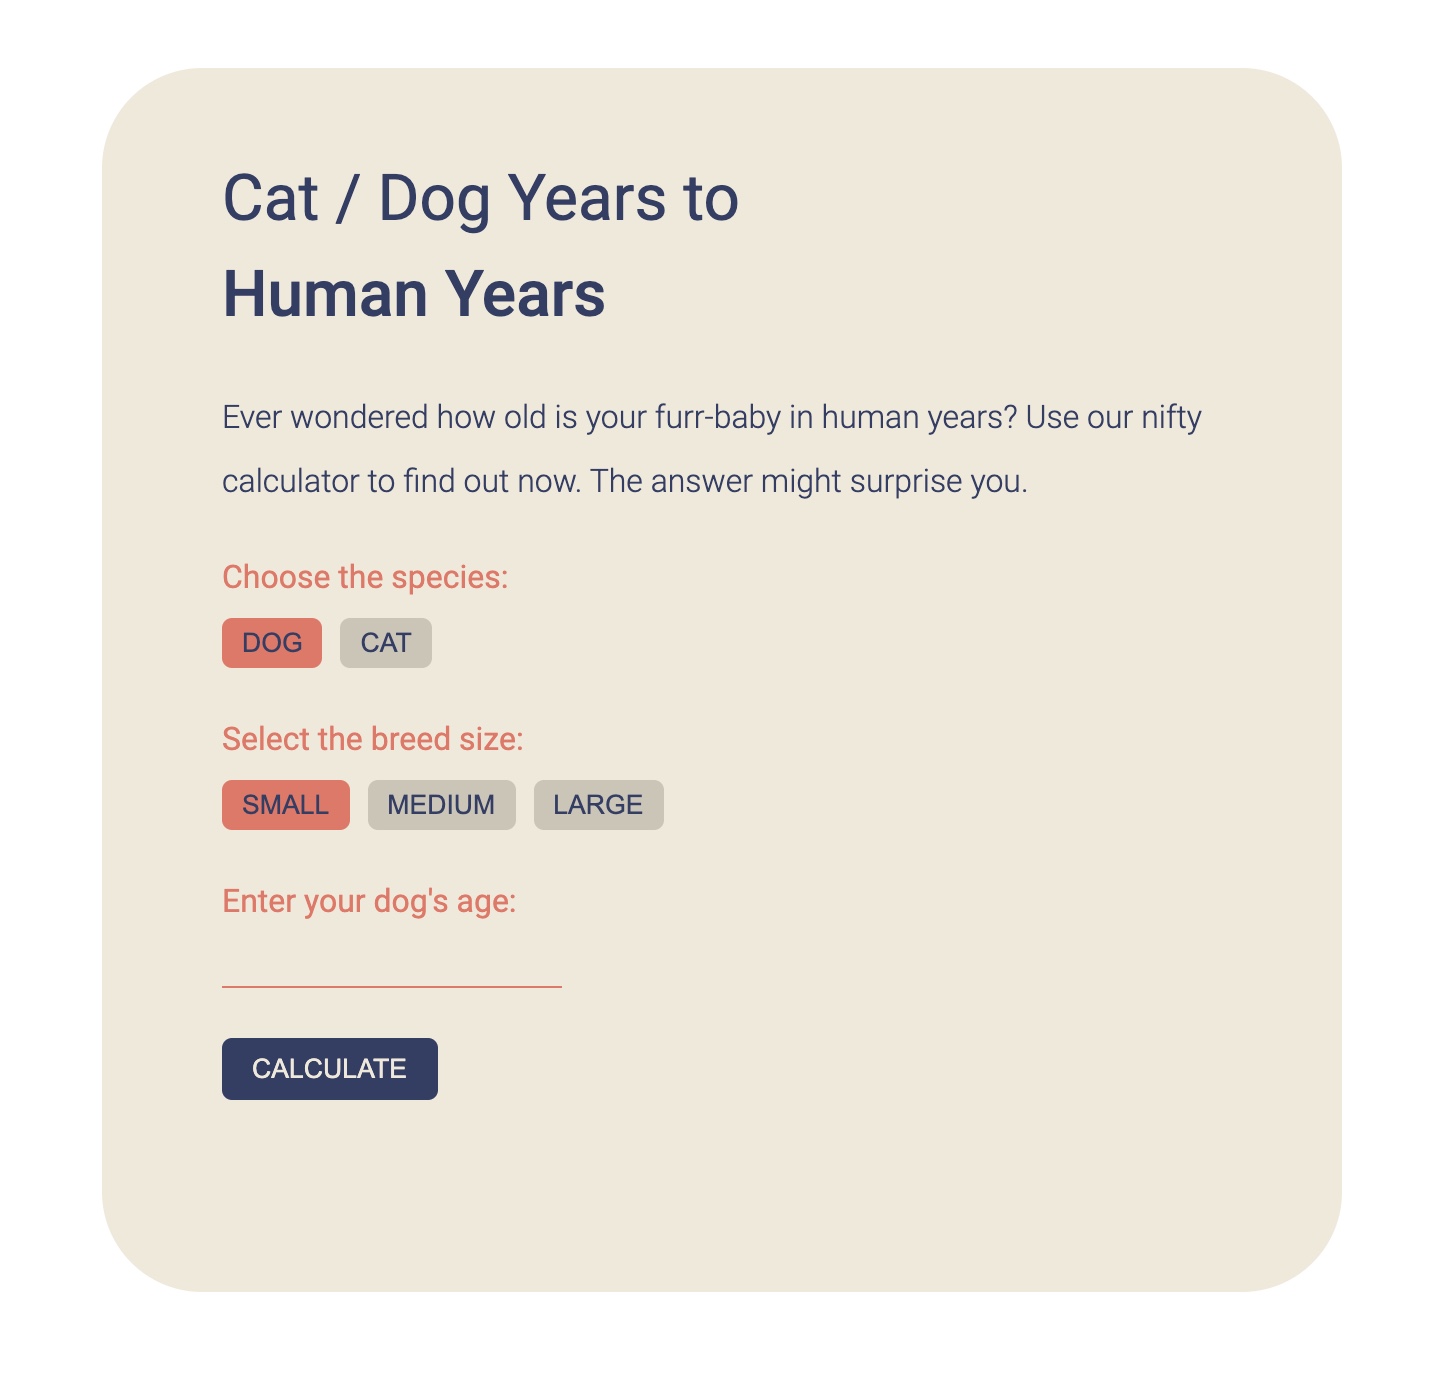 Cat / Dog Years to
Human Years
Ever wondered how old is your furr-baby in human years? Use our nifty
calculator to find out now. The answer might surprise you.
Choose the species:
DOG CAT
Select the breed size:
SMALL MEDIUM LARGE
Enter your dog's age:
CALCULATE